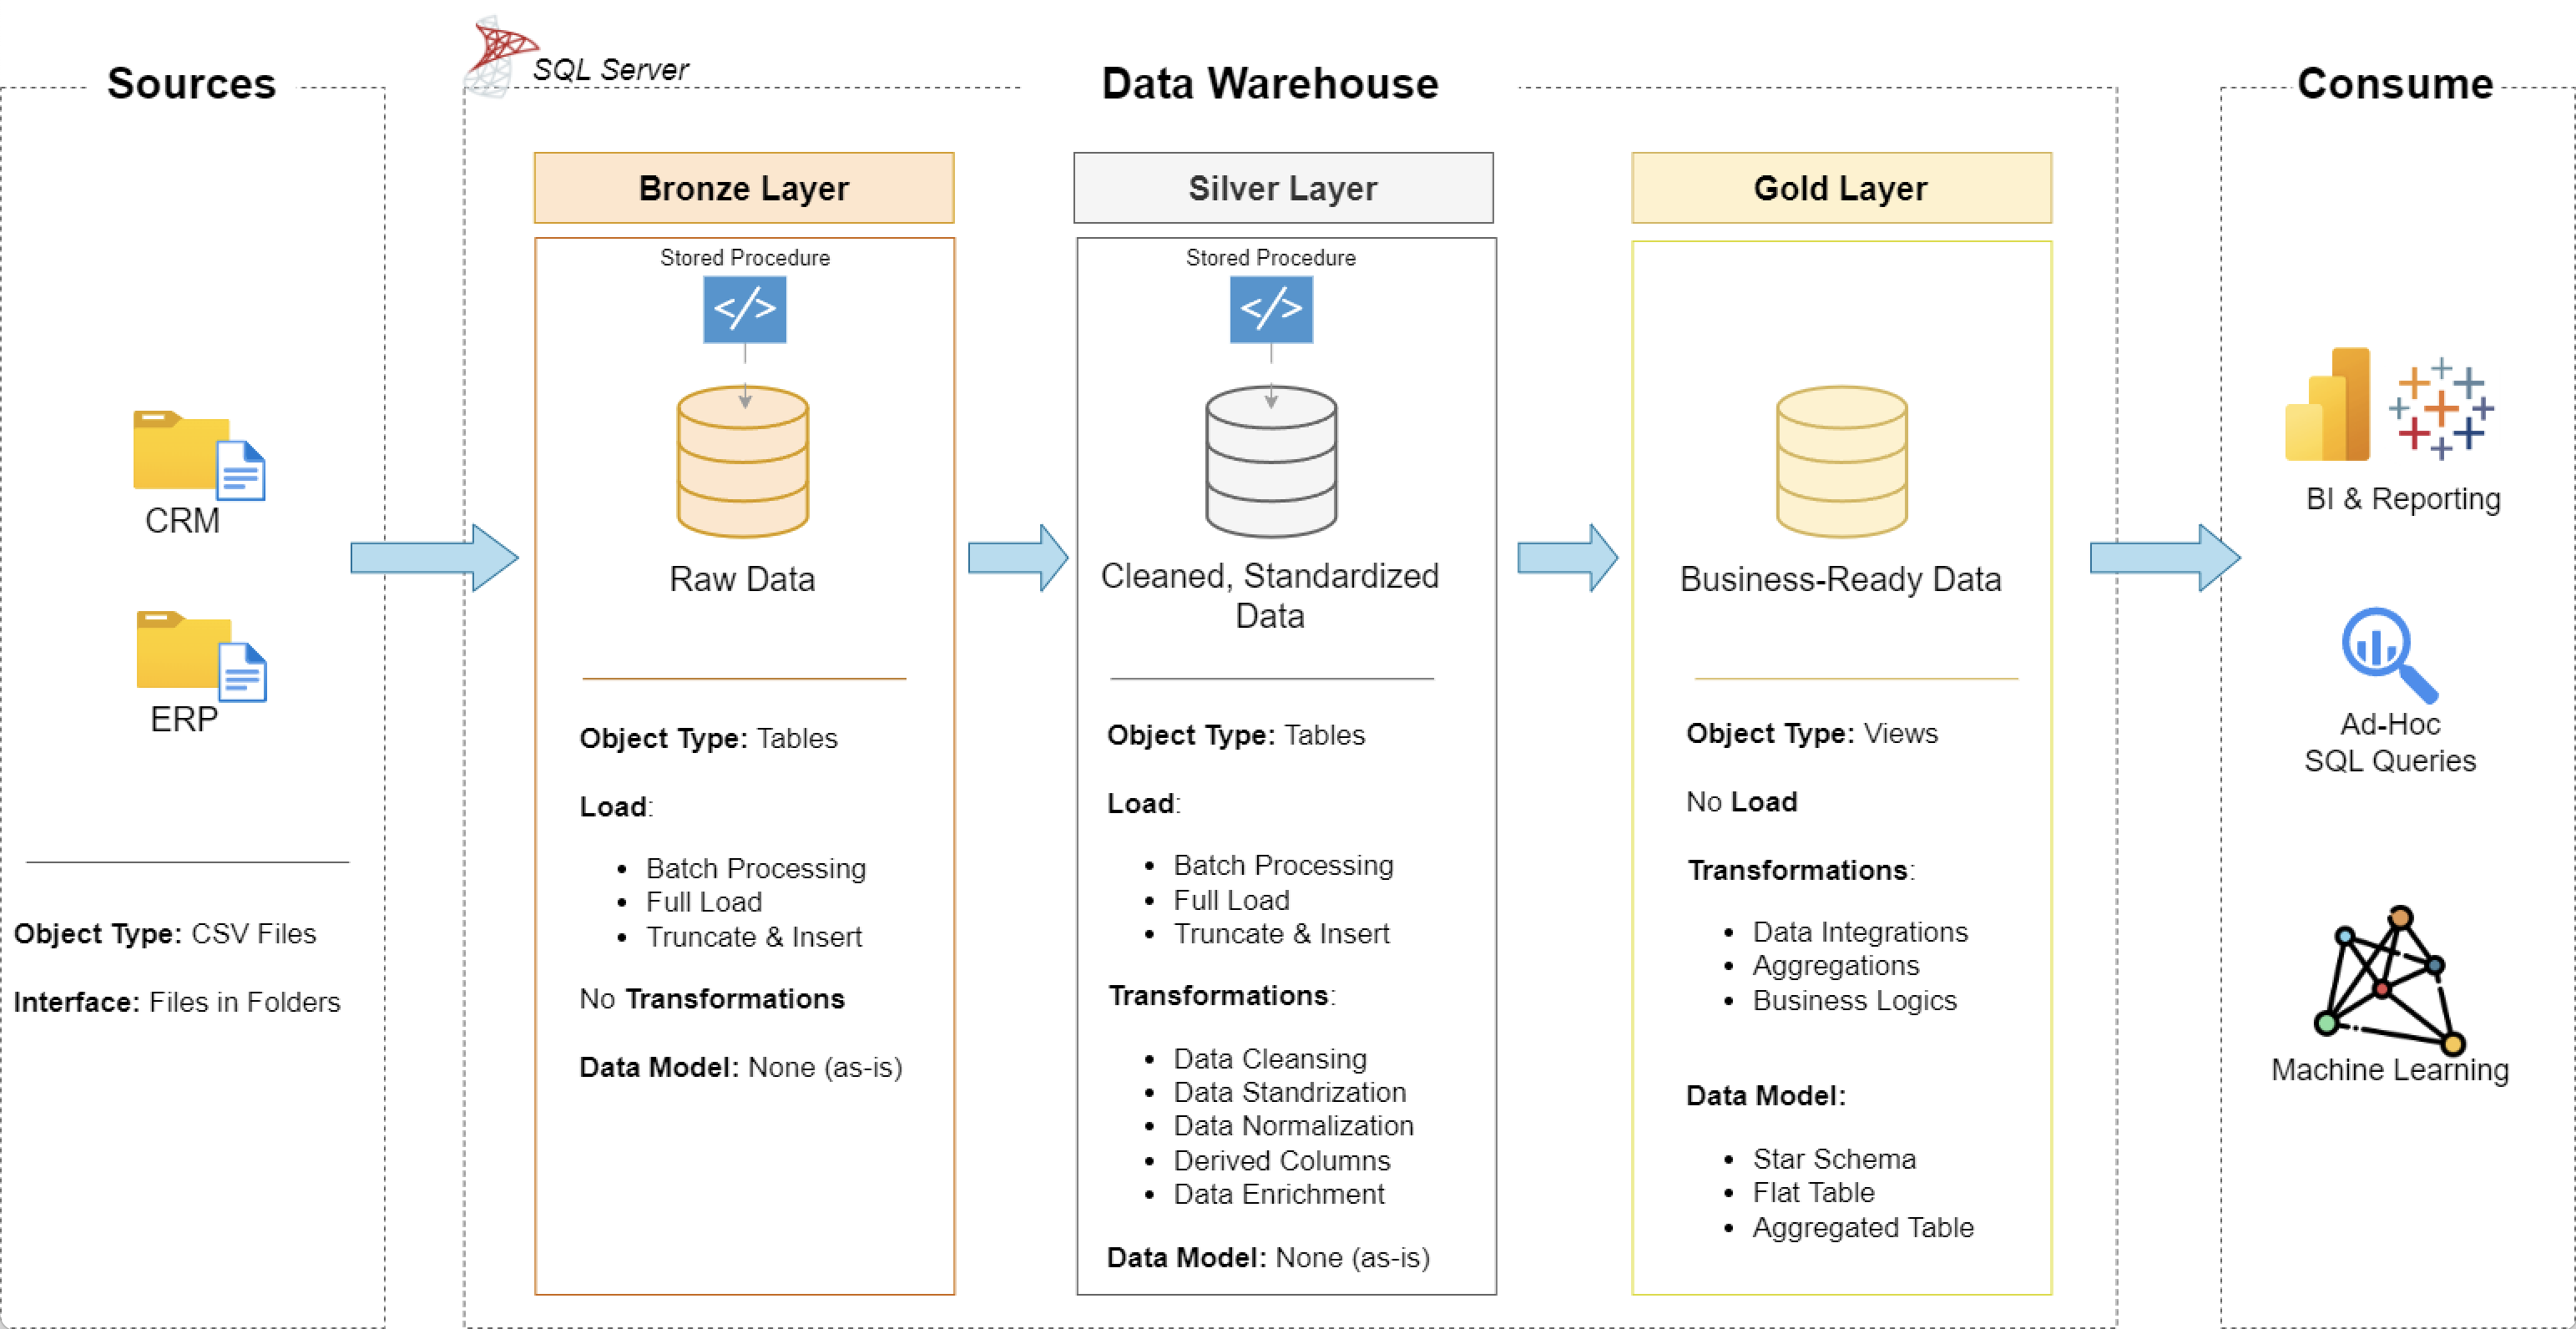 Sources
CRM
ERP
Object Type: CSV Files
Interface: Files in Folders
SQL Server
Data Warehouse
Bronze Layer
Stored Procedure
</>
Raw Data
Object Type: Tables
Load:
• Batch Processing
• Full Load
• Truncate & Insert
No Transformations
Data Model: None (as-is)
Silver Layer
Stored Procedure
</>
Cleaned, Standardized
Data
Object Type: Tables
Load:
• Batch Processing
• Full Load
• Truncate & Insert
Transformations:
• Data Cleansing
• Data Standrization
• Data Normalization
• Derived Columns
• Data Enrichment
Data Model: None (as-is)
Gold Layer
Business-Ready Data
Object Type: Views
No Load
Transformations:
• Data Integrations
• Aggregations
• Business Logics
Data Model:
• Star Schema
• Flat Table
• Aggregated Table
Consume
BI & Reporting
Ad-Hoc
SQL Queries
Machine Learning